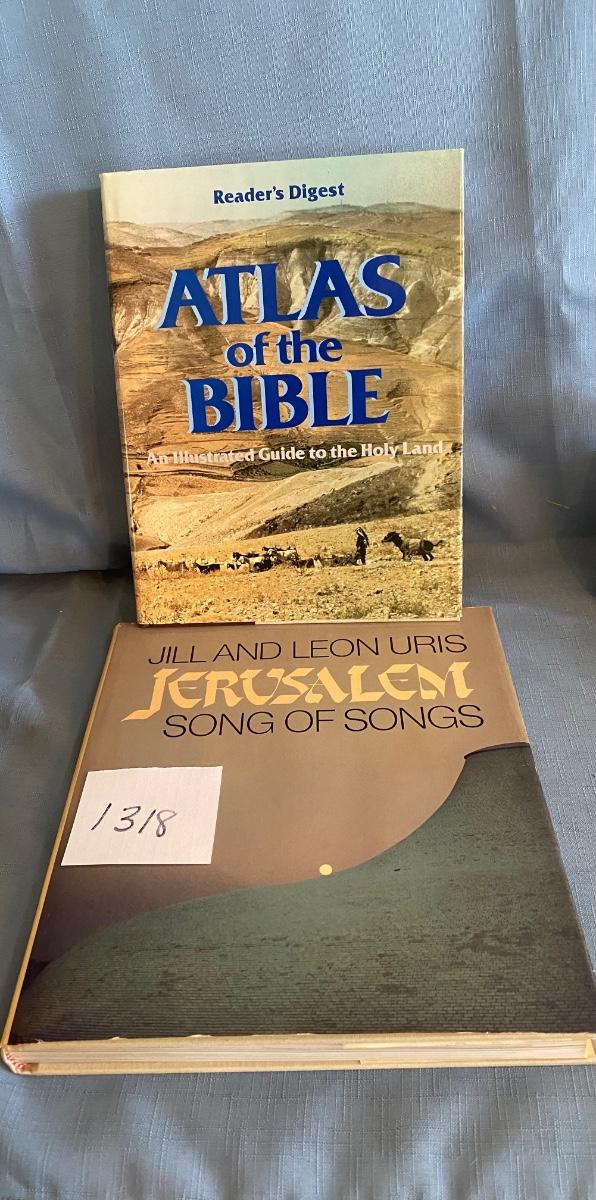 Reader's Digest
ATLAS
of the
BIBLE
An Illustrated Guide to the Holy Land
JILL AND LEON URIS
JERUSALEM
SONG OF SONGS
1318